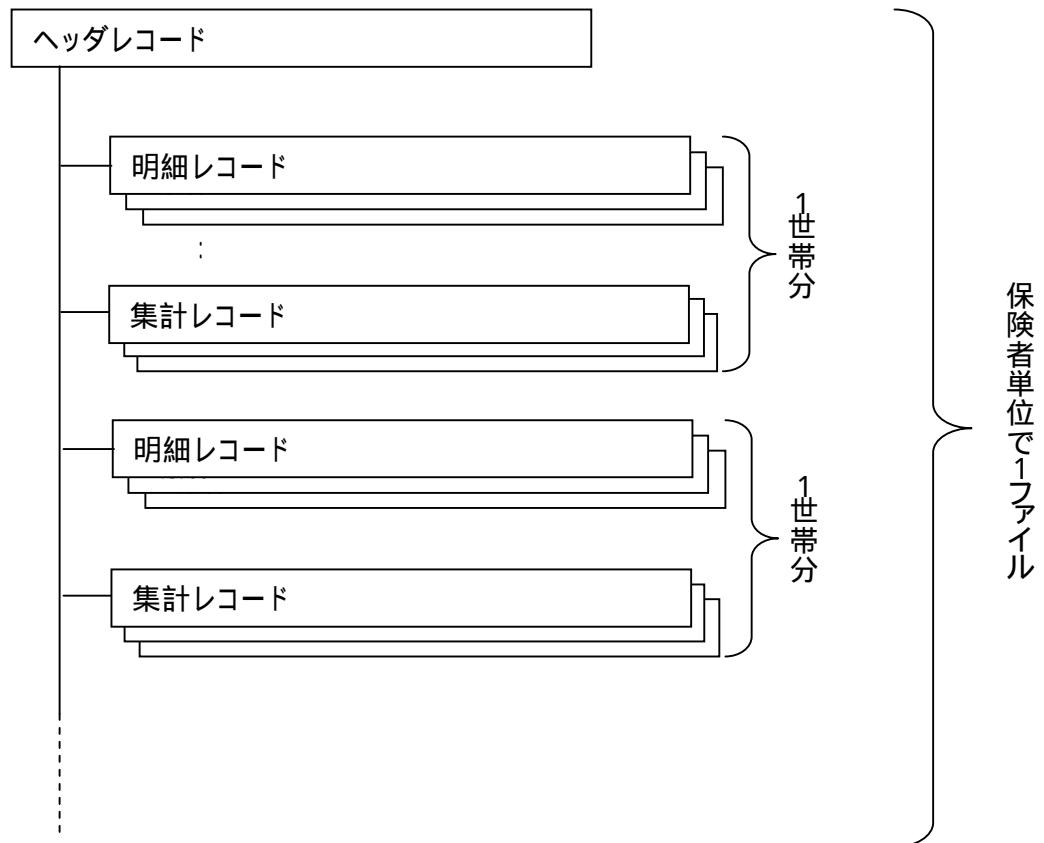 ヘッダレコード
明細レコード
:
集計レコード
1世帯分
明細レコード
集計レコード
1世帯分
保険者単位で1ファイル